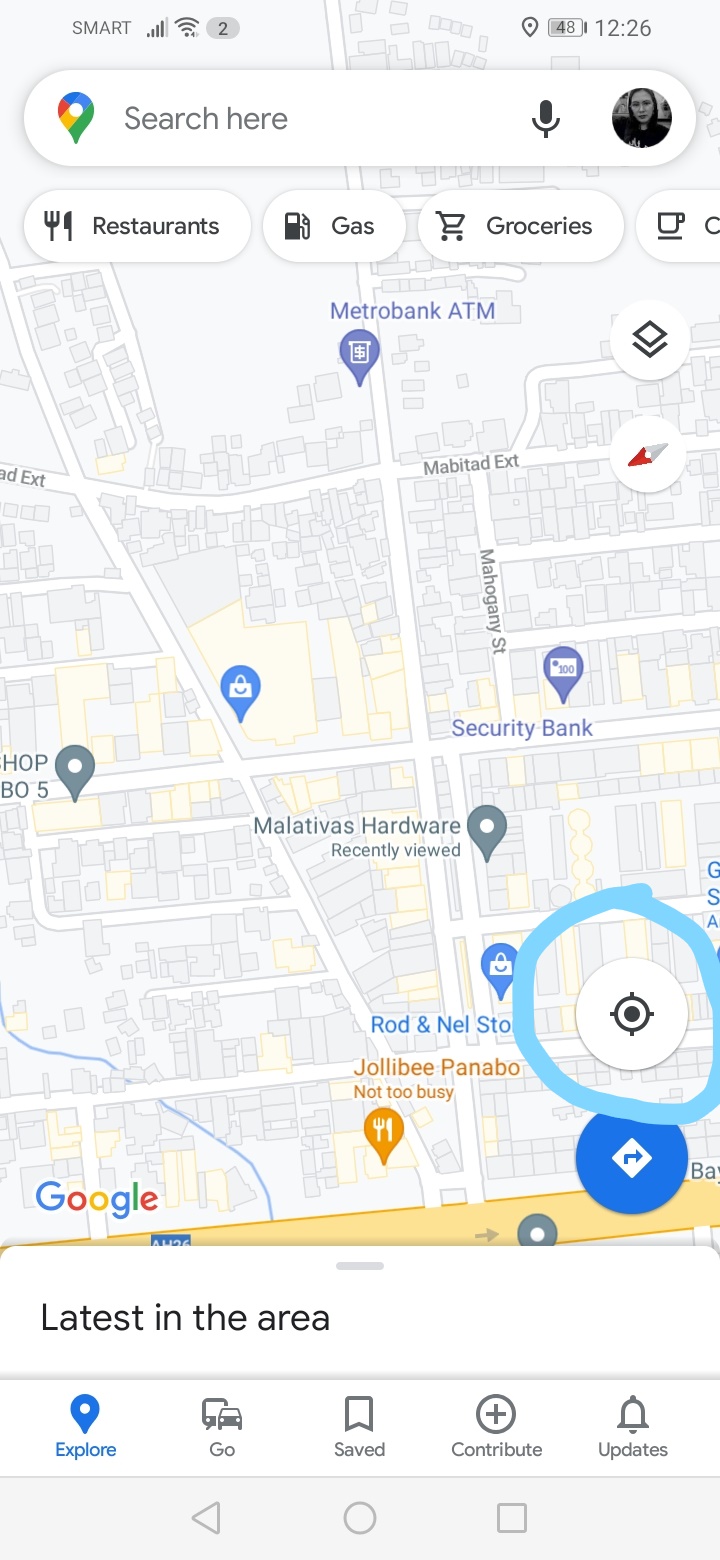 SMART 2 48 12:26
Search here
Restaurants Gas Groceries C
Metrobank ATM
Mabitad Ext
ad Ext
Mahogany St
100
Security Bank
SHOP
BO 5
Malativas Hardware
Recently viewed
G
S
A
Rod & Nel Sto
Jollibee Panabo
Not too busy
Bay
Google
AH26
Latest in the area
Explore Go Saved Contribute Updates